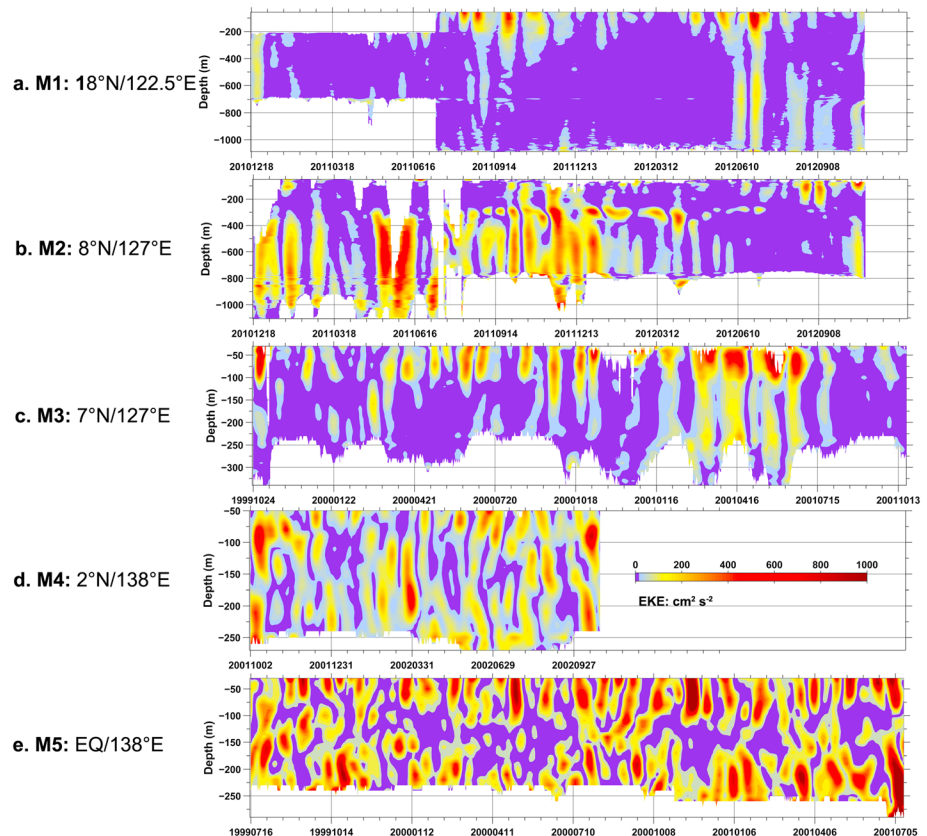 a. M1: 18°N/122.5°E
Depth (m)
−200
−400
−600
−800
−1000
20101218 20110318 20110616 20110914 20111213 20120312 20120610 20120908
b. M2: 8°N/127°E
Depth (m)
−200
−400
−600
−800
−1000
20101218 20110318 20110616 20110914 20111213 20120312 20120610 20120908
c. M3: 7°N/127°E
Depth (m)
−50
−100
−150
−200
−250
−300
19991024 20000122 20000421 20000720 20001018 20010116 20010416 20010715 20011013
d. M4: 2°N/138°E
Depth (m)
−50
−100
−150
−200
−250
0 200 400 600 800 1000
EKE: cm² s⁻²
20011002 20011231 20020331 20020629 20020927
e. M5: EQ/138°E
Depth (m)
−50
−100
−150
−200
−250
19990716 19991014 20000112 20000411 20000710 20001008 20010106 20010406 20010705